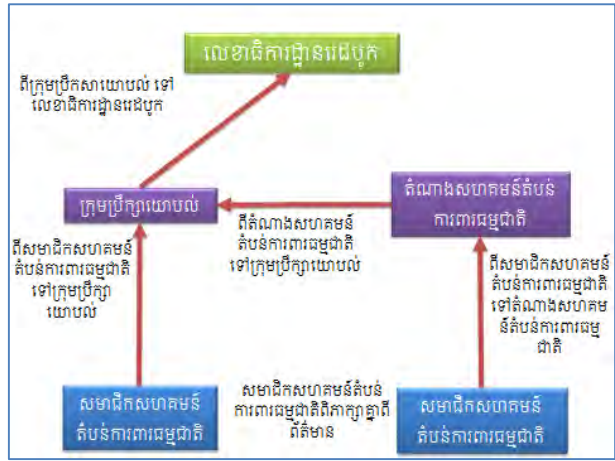 លេខាធិការដ្ឋានរេដបូក
ពីក្រុមប្រឹកសាយោបល់ ទៅ
លេខាធិការដ្ឋានរេដបូក
ក្រុមប្រឹក្សាយោបល់
តំណាងសហគមន៍តំបន់
ការពារធម្មជាតិ
ពីសមាជិកសហគមន៍
តំបន់ការពារធម្មជាតិ
ទៅក្រុមប្រឹក្សា
យោបល់
ពីតំណាងសហគមន៍
តំបន់ការពារធម្មជាតិ
ទៅក្រុមប្រឹក្សាយោបល់
ពីសមាជិកសហគមន៍
តំបន់ការពារធម្មជាតិ
ទៅតំណាងសហគម
ន៍តំបន់ការពារធម្ម
ជាតិ
សមាជិកសហគមន៍
តំបន់ការពារធម្មជាតិ
សមាជិកសហគមន៍តំបន់
ការពារធម្មជាតិពិភាក្សាគ្នាពី
ព័ត៌មាន
សមាជិកសហគមន៍
តំបន់ការពារធម្មជាតិ